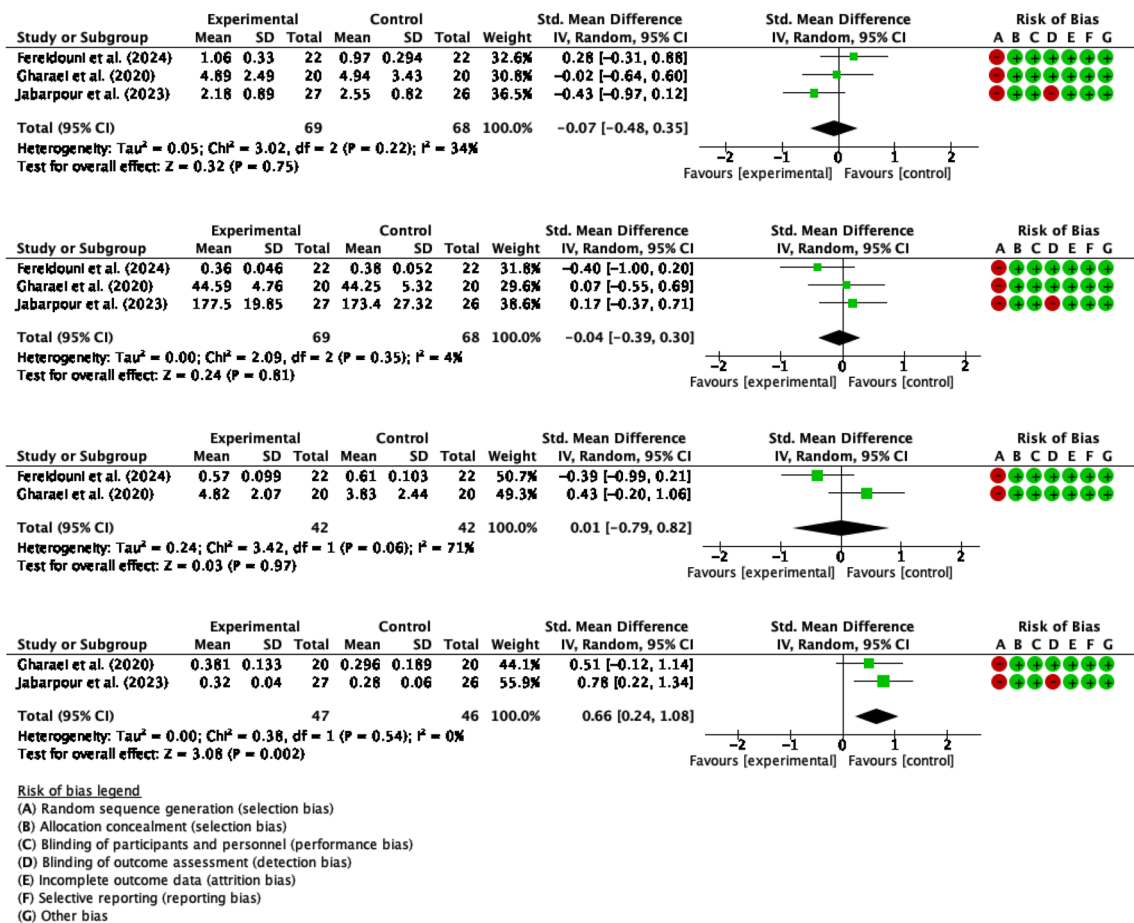 Experimental Control Std. Mean Difference Std. Mean Difference Risk of Bias
Study or Subgroup Mean SD Total Mean SD Total Weight IV, Random, 95% CI IV, Random, 95% CI A B C D E F G
Fereidouni et al. (2024) 1.06 0.33 22 0.97 0.294 22 32.6% 0.28 [−0.31, 0.88]
Gharaei et al. (2020) 4.89 2.49 20 4.94 3.43 20 30.8% −0.02 [−0.64, 0.60]
Jabarpour et al. (2023) 2.18 0.89 27 2.55 0.82 26 36.5% −0.43 [−0.97, 0.12]
Total (95% CI) 69 68 100.0% −0.07 [−0.48, 0.35]
Heterogeneity: Tau² = 0.05; Chi² = 3.02, df = 2 (P = 0.22); I² = 34%
Test for overall effect: Z = 0.32 (P = 0.75)
−2 −1 0 1 2
Favours [experimental] Favours [control]
Experimental Control Std. Mean Difference Std. Mean Difference Risk of Bias
Study or Subgroup Mean SD Total Mean SD Total Weight IV, Random, 95% CI IV, Random, 95% CI A B C D E F G
Fereidouni et al. (2024) 0.36 0.046 22 0.38 0.052 22 31.8% −0.40 [−1.00, 0.20]
Gharaei et al. (2020) 44.59 4.76 20 44.25 5.32 20 29.6% 0.07 [−0.55, 0.69]
Jabarpour et al. (2023) 177.5 19.85 27 173.4 27.32 26 38.6% 0.17 [−0.37, 0.71]
Total (95% CI) 69 68 100.0% −0.04 [−0.39, 0.30]
Heterogeneity: Tau² = 0.00; Chi² = 2.09, df = 2 (P = 0.35); I² = 4%
Test for overall effect: Z = 0.24 (P = 0.81)
−2 −1 0 1 2
Favours [experimental] Favours [control]
Experimental Control Std. Mean Difference Std. Mean Difference Risk of Bias
Study or Subgroup Mean SD Total Mean SD Total Weight IV, Random, 95% CI IV, Random, 95% CI A B C D E F G
Fereidouni et al. (2024) 0.57 0.099 22 0.61 0.103 22 50.7% −0.39 [−0.99, 0.21]
Gharaei et al. (2020) 4.82 2.07 20 3.83 2.44 20 49.3% 0.43 [−0.20, 1.06]
Total (95% CI) 42 42 100.0% 0.01 [−0.79, 0.82]
Heterogeneity: Tau² = 0.24; Chi² = 3.42, df = 1 (P = 0.06); I² = 71%
Test for overall effect: Z = 0.03 (P = 0.97)
−2 −1 0 1 2
Favours [experimental] Favours [control]
Experimental Control Std. Mean Difference Std. Mean Difference Risk of Bias
Study or Subgroup Mean SD Total Mean SD Total Weight IV, Random, 95% CI IV, Random, 95% CI A B C D E F G
Gharaei et al. (2020) 0.381 0.133 20 0.296 0.189 20 44.1% 0.51 [−0.12, 1.14]
Jabarpour et al. (2023) 0.32 0.04 27 0.28 0.06 26 55.9% 0.78 [0.22, 1.34]
Total (95% CI) 47 46 100.0% 0.66 [0.24, 1.08]
Heterogeneity: Tau² = 0.00; Chi² = 0.38, df = 1 (P = 0.54); I² = 0%
Test for overall effect: Z = 3.08 (P = 0.002)
−2 −1 0 1 2
Favours [experimental] Favours [control]
Risk of bias legend
(A) Random sequence generation (selection bias)
(B) Allocation concealment (selection bias)
(C) Blinding of participants and personnel (performance bias)
(D) Blinding of outcome assessment (detection bias)
(E) Incomplete outcome data (attrition bias)
(F) Selective reporting (reporting bias)
(G) Other bias